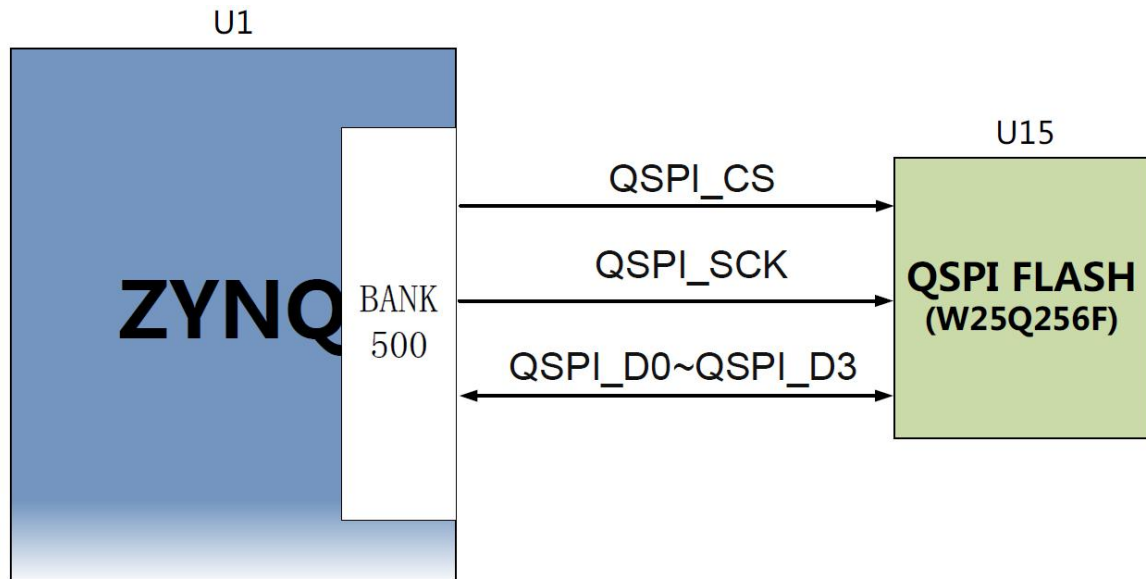 U1
U15
QSPI_CS
QSPI_SCK
ZYNQ
BANK
500
QSPI FLASH
(W25Q256F)
QSPI_D0~QSPI_D3